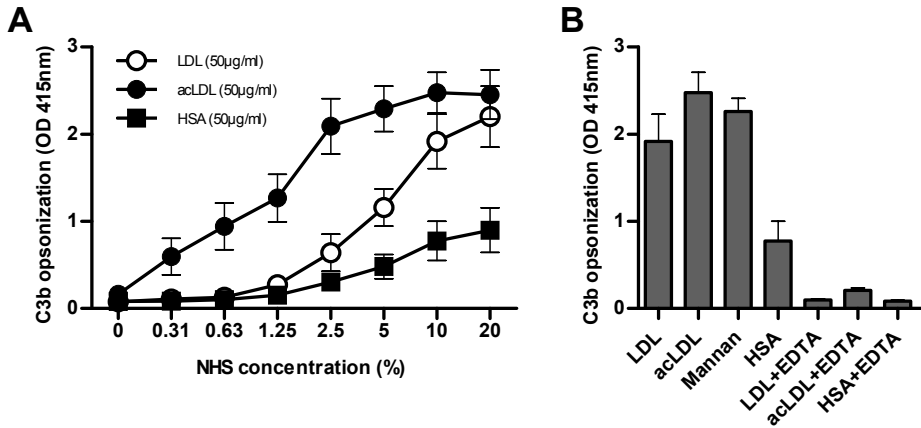 A
C3b opsonization (OD 415nm)
3
2
1
0
LDL (50µg/ml)
acLDL (50µg/ml)
HSA (50µg/ml)
0 0.31 0.63 1.25 2.5 5 10 20
NHS concentration (%)
B
C3b opsonization (OD 415nm)
3
2
1
0
LDL
acLDL
Mannan
HSA
LDL+EDTA
acLDL+EDTA
HSA+EDTA